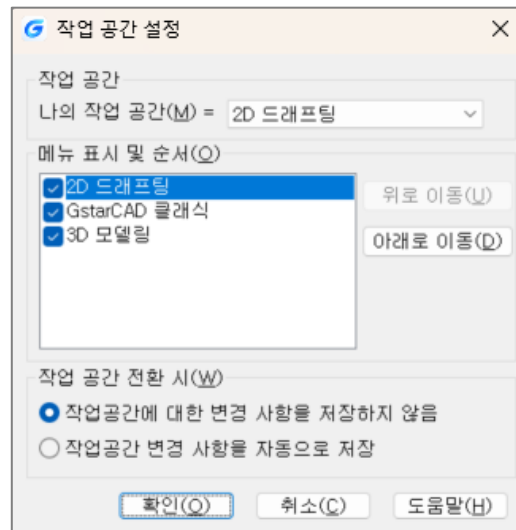 작업 공간 설정
작업 공간
나의 작업 공간(M) = 2D 드래프팅
메뉴 표시 및 순서(O)
2D 드래프팅
GstarCAD 클래식
3D 모델링
위로 이동(U)
아래로 이동(D)
작업 공간 전환 시(W)
작업공간에 대한 변경 사항을 저장하지 않음
작업공간 변경 사항을 자동으로 저장
확인(O) 취소(C) 도움말(H)